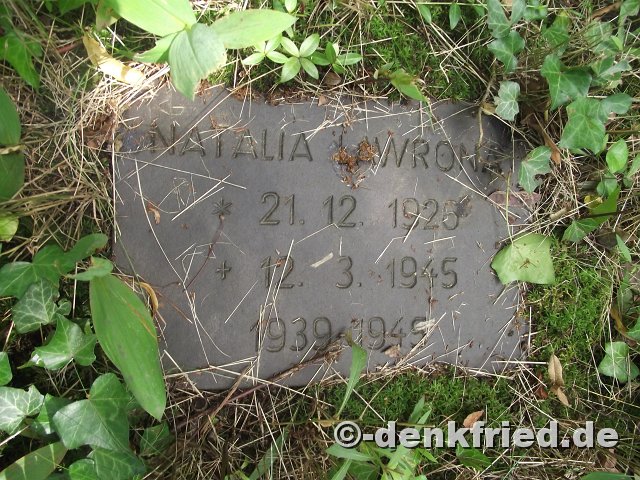 NATALIA
* 21. 12. 1925
+ 12. 3. 1945
1939-1945
©-denkfried.de